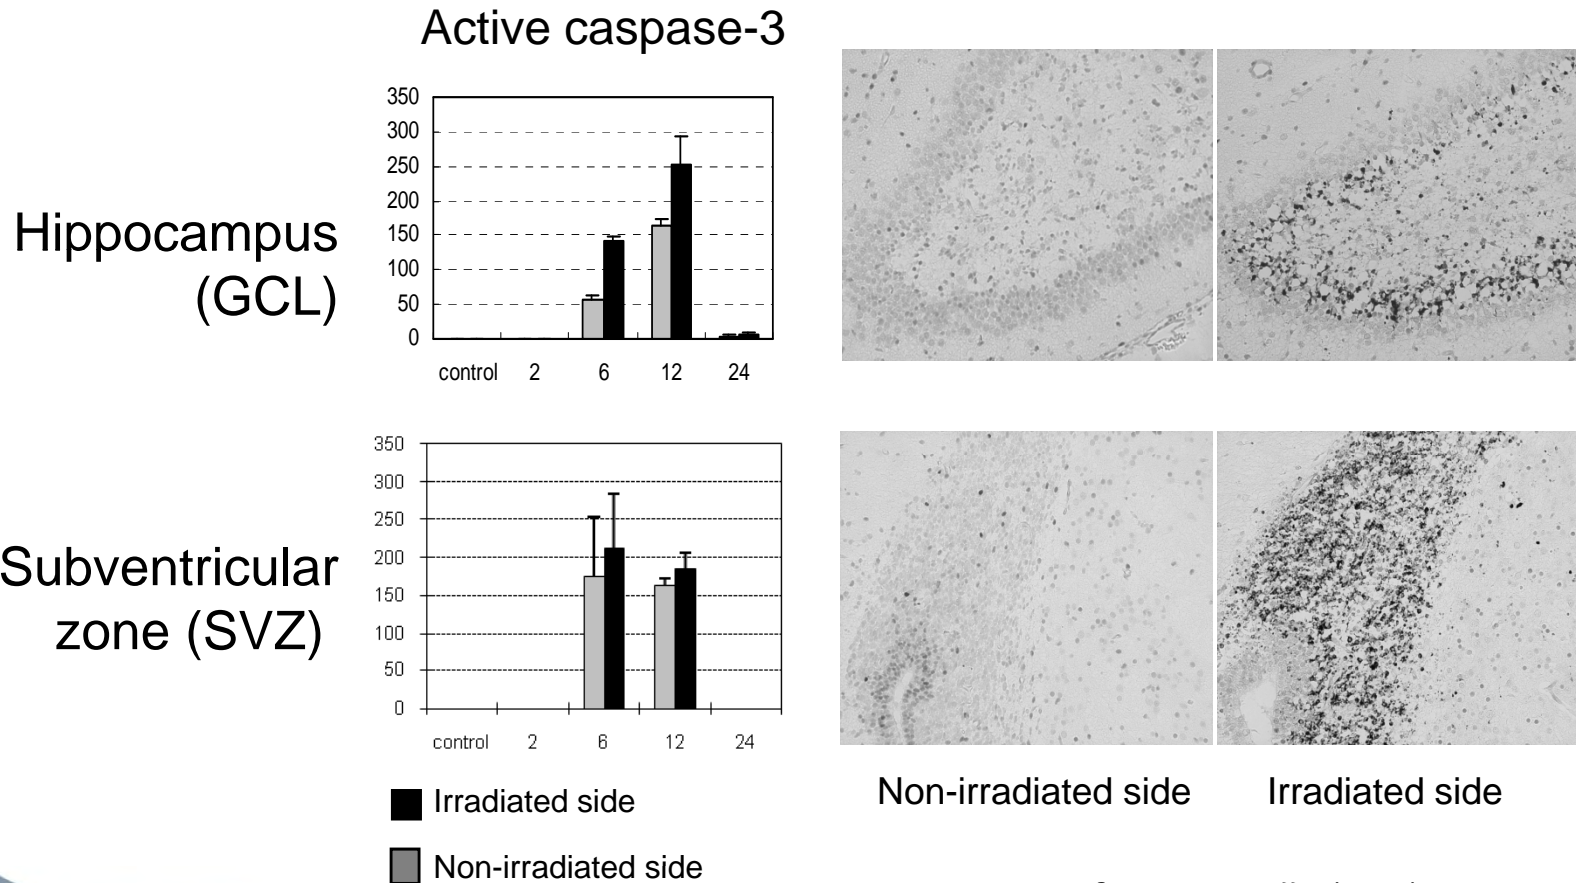 Active caspase-3
Hippocampus
(GCL)
350
300
250
200
150
100
50
0
control 2 6 12 24
Subventricular
zone (SVZ)
350
300
250
200
150
100
50
0
control 2 6 12 24
Irradiated side
Non-irradiated side
Non-irradiated side Irradiated side